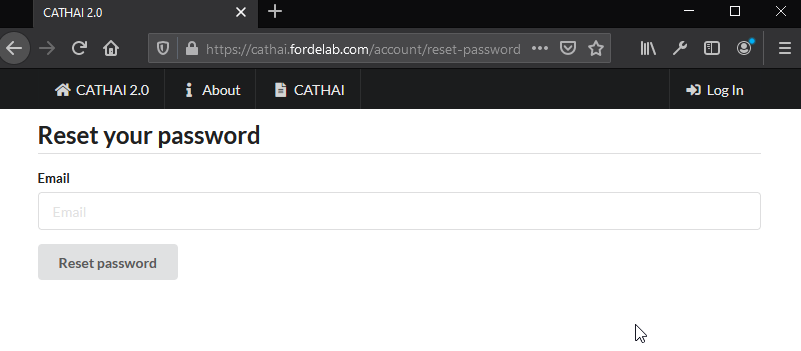 CATHAI 2.0
https://cathai.fordelab.com/account/reset-password
CATHAI 2.0 About CATHAI Log In
Reset your password
Email
Email
Reset password